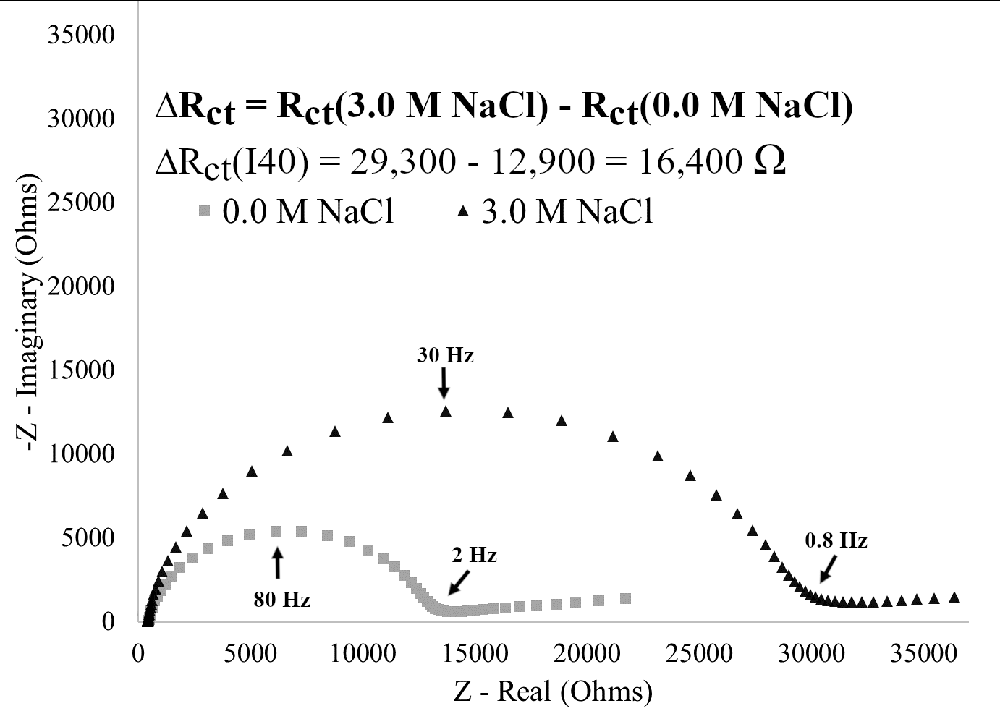 35000
ΔRct = Rct(3.0 M NaCl) - Rct(0.0 M NaCl)
30000
ΔRct(I40) = 29,300 - 12,900 = 16,400 Ω
25000
0.0 M NaCl 3.0 M NaCl
20000
-Z - Imaginary (Ohms)
15000
30 Hz
10000
5000
0.8 Hz
2 Hz
80 Hz
0
0 5000 10000 15000 20000 25000 30000 35000
Z - Real (Ohms)